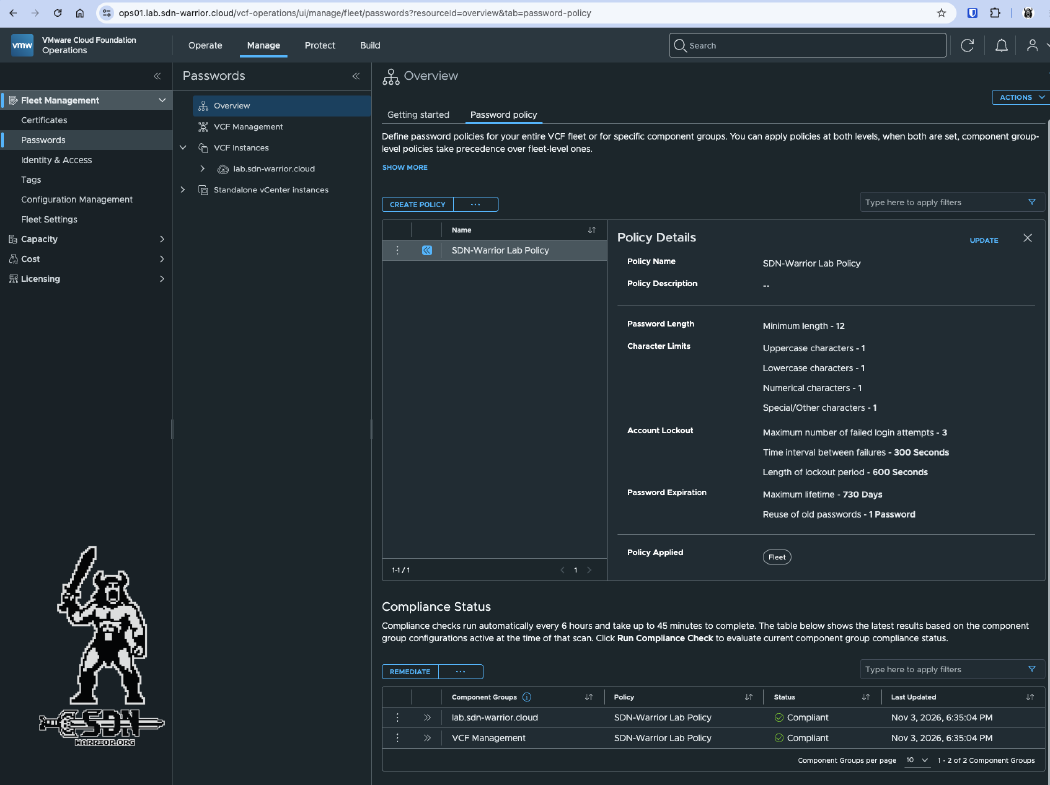 ops01.lab.sdn-warrior.cloud/vcf-operations/ui/manage/fleet/passwords?resourceId=overview&tab=password-policy
vmw
VMware Cloud Foundation
Operations
Operate
Manage
Protect
Build
Search
Fleet Management
Certificates
Passwords
Identity & Access
Tags
Configuration Management
Fleet Settings
Capacity
Cost
Licensing
SDN
WARRIOR.ORG
Passwords
Overview
VCF Management
VCF Instances
lab.sdn-warrior.cloud
Standalone vCenter instances
Overview
ACTIONS
Getting started
Password policy
Define password policies for your entire VCF fleet or for specific component groups. You can apply policies at both levels, when both are set, component group-
level policies take precedence over fleet-level ones.
SHOW MORE
CREATE POLICY
...
Type here to apply filters
Name
SDN-Warrior Lab Policy
1-1 / 1
1
Policy Details
UPDATE
Policy Name SDN-Warrior Lab Policy
Policy Description --
Password Length Minimum length - 12
Character Limits Uppercase characters - 1
Lowercase characters - 1
Numerical characters - 1
Special/Other characters - 1
Account Lockout Maximum number of failed login attempts - 3
Time interval between failures - 300 Seconds
Length of lockout period - 600 Seconds
Password Expiration Maximum lifetime - 730 Days
Reuse of old passwords - 1 Password
Policy Applied Fleet
Compliance Status
Compliance checks run automatically every 6 hours and take up to 45 minutes to complete. The table below shows the latest results based on the component
group configurations active at the time of that scan. Click Run Compliance Check to evaluate current component group compliance status.
REMEDIATE
...
Type here to apply filters
Component Groups Policy Status Last Updated
lab.sdn-warrior.cloud SDN-Warrior Lab Policy Compliant Nov 3, 2026, 6:35:04 PM
VCF Management SDN-Warrior Lab Policy Compliant Nov 3, 2026, 6:35:04 PM
Component Groups per page 10 1 - 2 of 2 Component Groups